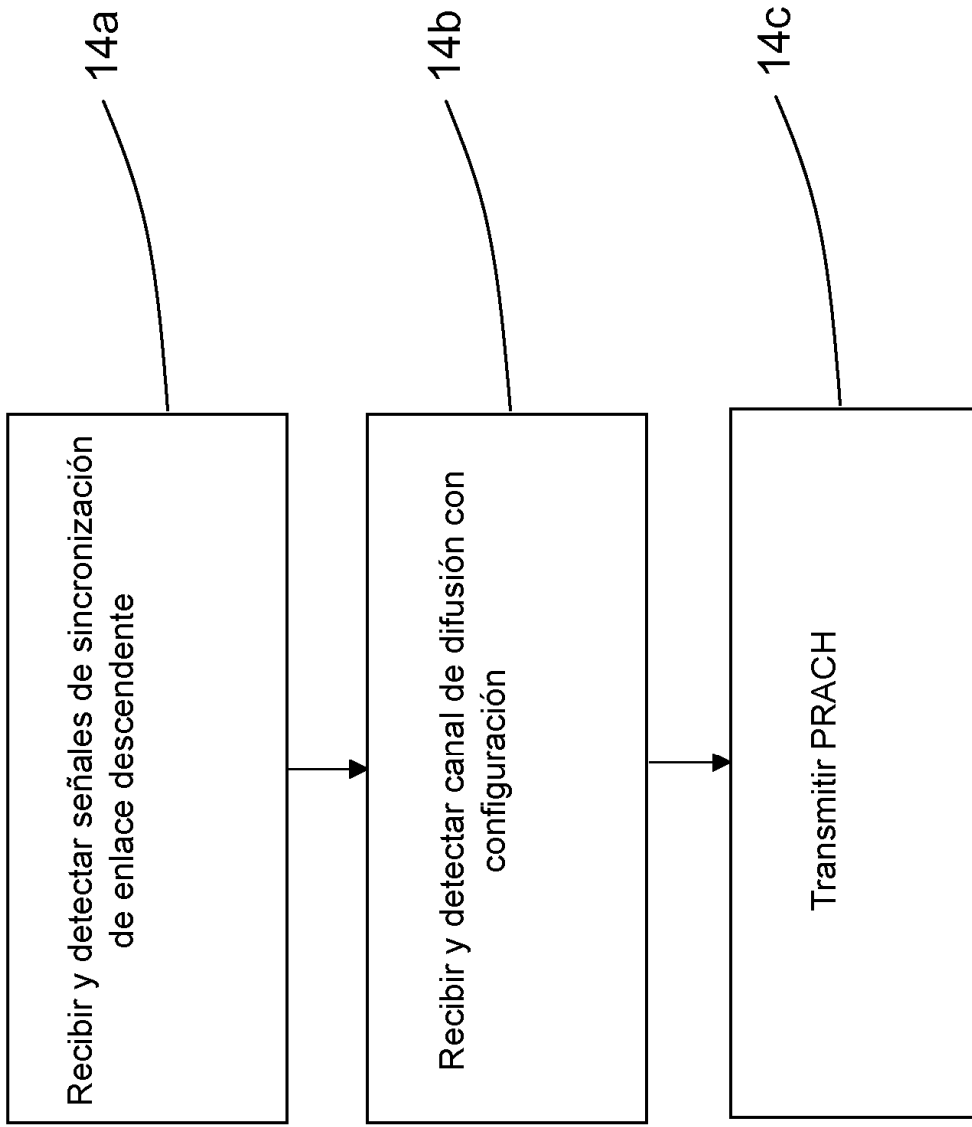 Recibir y detectar señales de sincronización
de enlace descendente
14a
Recibir y detectar canal de difusión con
configuración
14b
Transmitir PRACH
14c